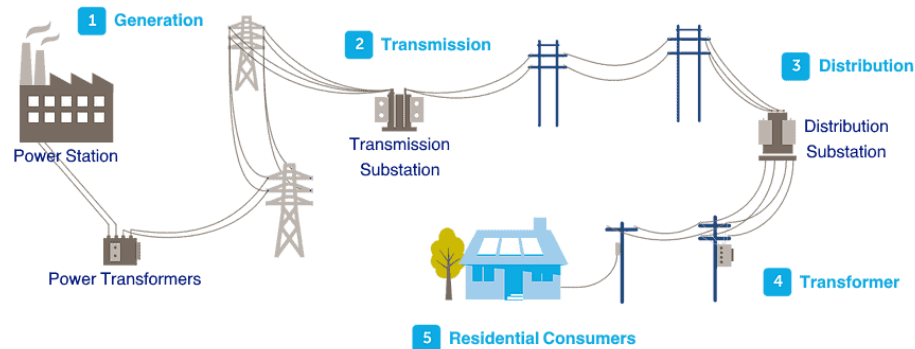 1 Generation
2 Transmission
3 Distribution
Power Station
Transmission
Substation
Distribution
Substation
Power Transformers
4 Transformer
5 Residential Consumers